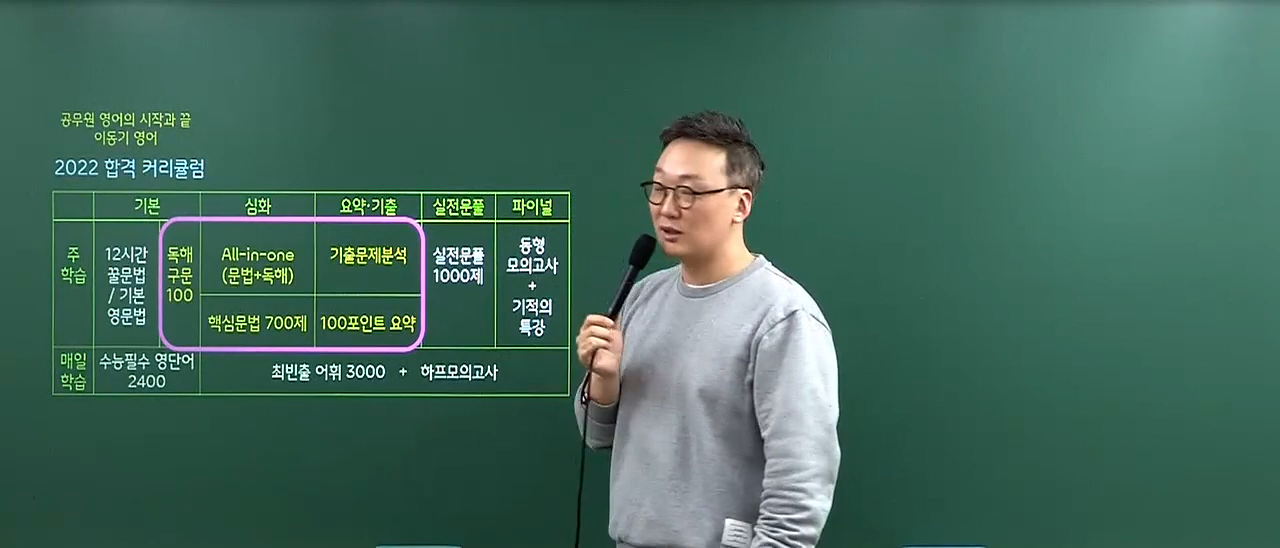 공무원 영어의 시작과 끝
이동기 영어
2022 합격 커리큘럼
기본
심화
요약·기출
실전문풀
파이널
주
학습
12시간
꿀문법
/ 기본
영문법
독해
구문
100
All-in-one
(문법+독해)
핵심문법 700제
기출문제분석
100포인트 요약
실전문풀
1000제
동형
모의고사
+
기적의
특강
매일
학습
수능필수 영단어
2400
최빈출 어휘 3000 + 하프모의고사